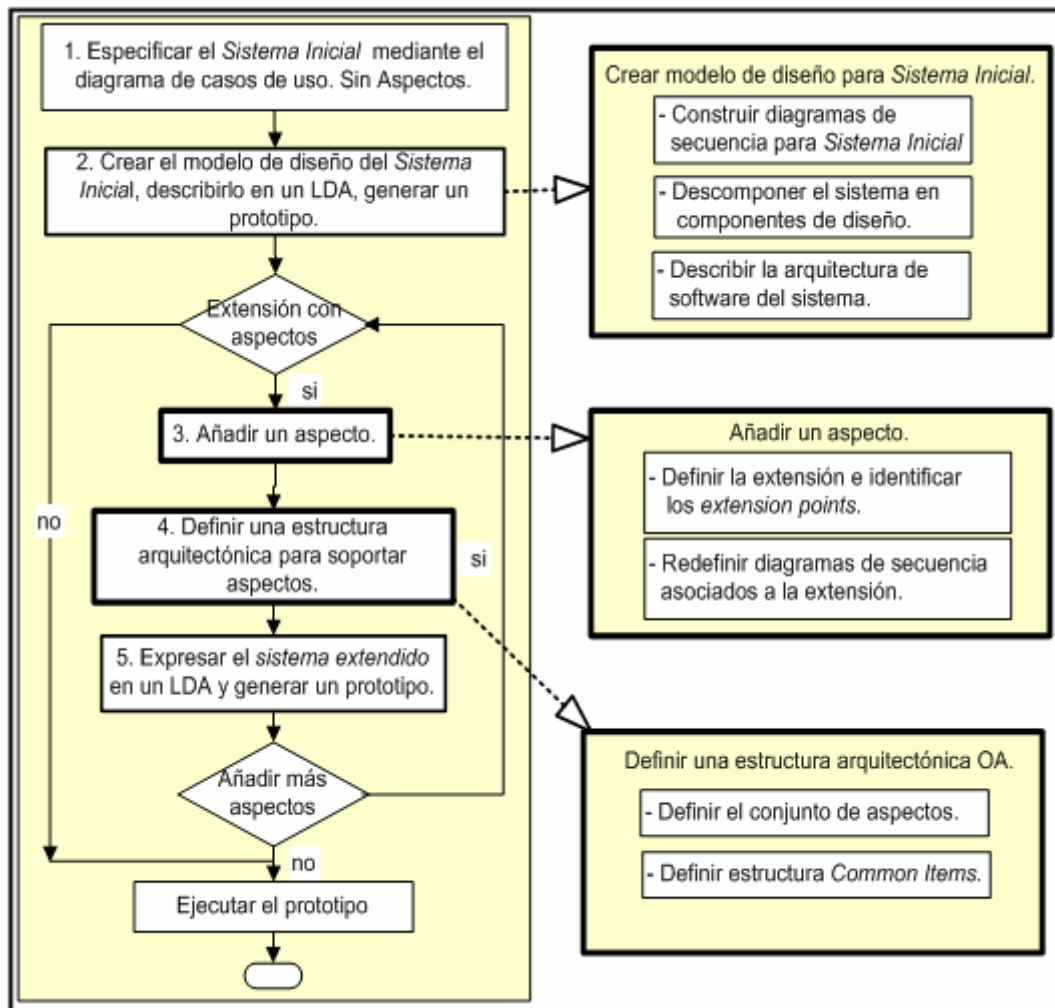 1. Especificar el Sistema Inicial mediante el
diagrama de casos de uso. Sin Aspectos.
2. Crear el modelo de diseño del Sistema
Inicial, describirlo en un LDA, generar un
prototipo.
Extensión con
aspectos
si
3. Añadir un aspecto.
no
4. Definir una estructura
arquitectónica para soportar
aspectos.
si
5. Expresar el sistema extendido
en un LDA y generar un prototipo.
Añadir más
aspectos
no
Ejecutar el prototipo
Crear modelo de diseño para Sistema Inicial.
- Construir diagramas de
secuencia para Sistema Inicial
- Descomponer el sistema en
componentes de diseño.
- Describir la arquitectura de
software del sistema.
Añadir un aspecto.
- Definir la extensión e identificar
los extension points.
- Redefinir diagramas de secuencia
asociados a la extensión.
Definir una estructura arquitectónica OA.
- Definir el conjunto de aspectos.
- Definir estructura Common Items.